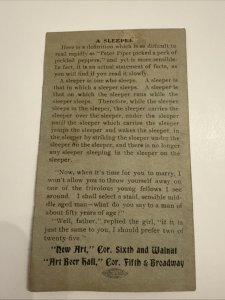 A SLEEPER
Here is a definition which is as difficult to
read rapidly as "Peter Piper picked a peck of
pickled peppers," and yet is more sensible.
In fact, it is an actual statement of facts, as
you will find if you read it slowly.
A sleeper is one who sleeps. A sleeper is
that in which a sleeper sleeps. A sleeper is
that on which the sleeper runs while the
sleeper sleeps. Therefore, while the sleeper
sleeps in the sleeper, the sleeper carries the
sleeper over the sleeper, under the sleeper
until the sleeper which carries the sleeper
jumps the sleeper and wakes the sleeper in
the sleeper by striking the sleeper under the
sleeper on the sleeper, and there is no longer
any sleeper sleeping in the sleeper on the
sleeper.
"Now, when it's time for you to marry, I
won't allow you to throw yourself away on
one of the frivolous young fellows I see
around. I shall select a staid, sensible mid-
dle aged man—what do you say to a man of
about fifty years of age?"
"Well, father," replied the girl, "if it is
just the same to you, I should prefer two of
twenty-five."
"New Art," Cor. Sixth and Walnut
"Art Beer Hall," Cor. Fifth & Broadway